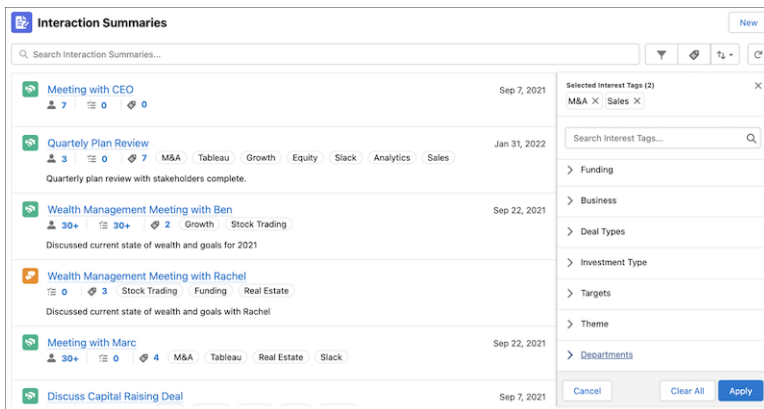 Interaction Summaries
New
Search Interaction Summaries...
Meeting with CEO
Sep 7, 2021
7 0 0
Quartely Plan Review
Jan 31, 2022
3 0 7 M&A Tableau Growth Equity Slack Analytics Sales
Quarterly plan review with stakeholders complete.
Wealth Management Meeting with Ben
Sep 22, 2021
30+ 30+ 2 Growth Stock Trading
Discussed current state of wealth and goals for 2021
Wealth Management Meeting with Rachel
0 3 Stock Trading Funding Real Estate
Discussed current state of wealth and goals with Rachel
Meeting with Marc
Sep 22, 2021
30+ 0 4 M&A Tableau Real Estate Slack
Discuss Capital Raising Deal
Sep 7, 2021
Selected Interest Tags (2)
M&A Sales
Search Interest Tags...
Funding
Business
Deal Types
Investment Type
Targets
Theme
Departments
Cancel Clear All Apply